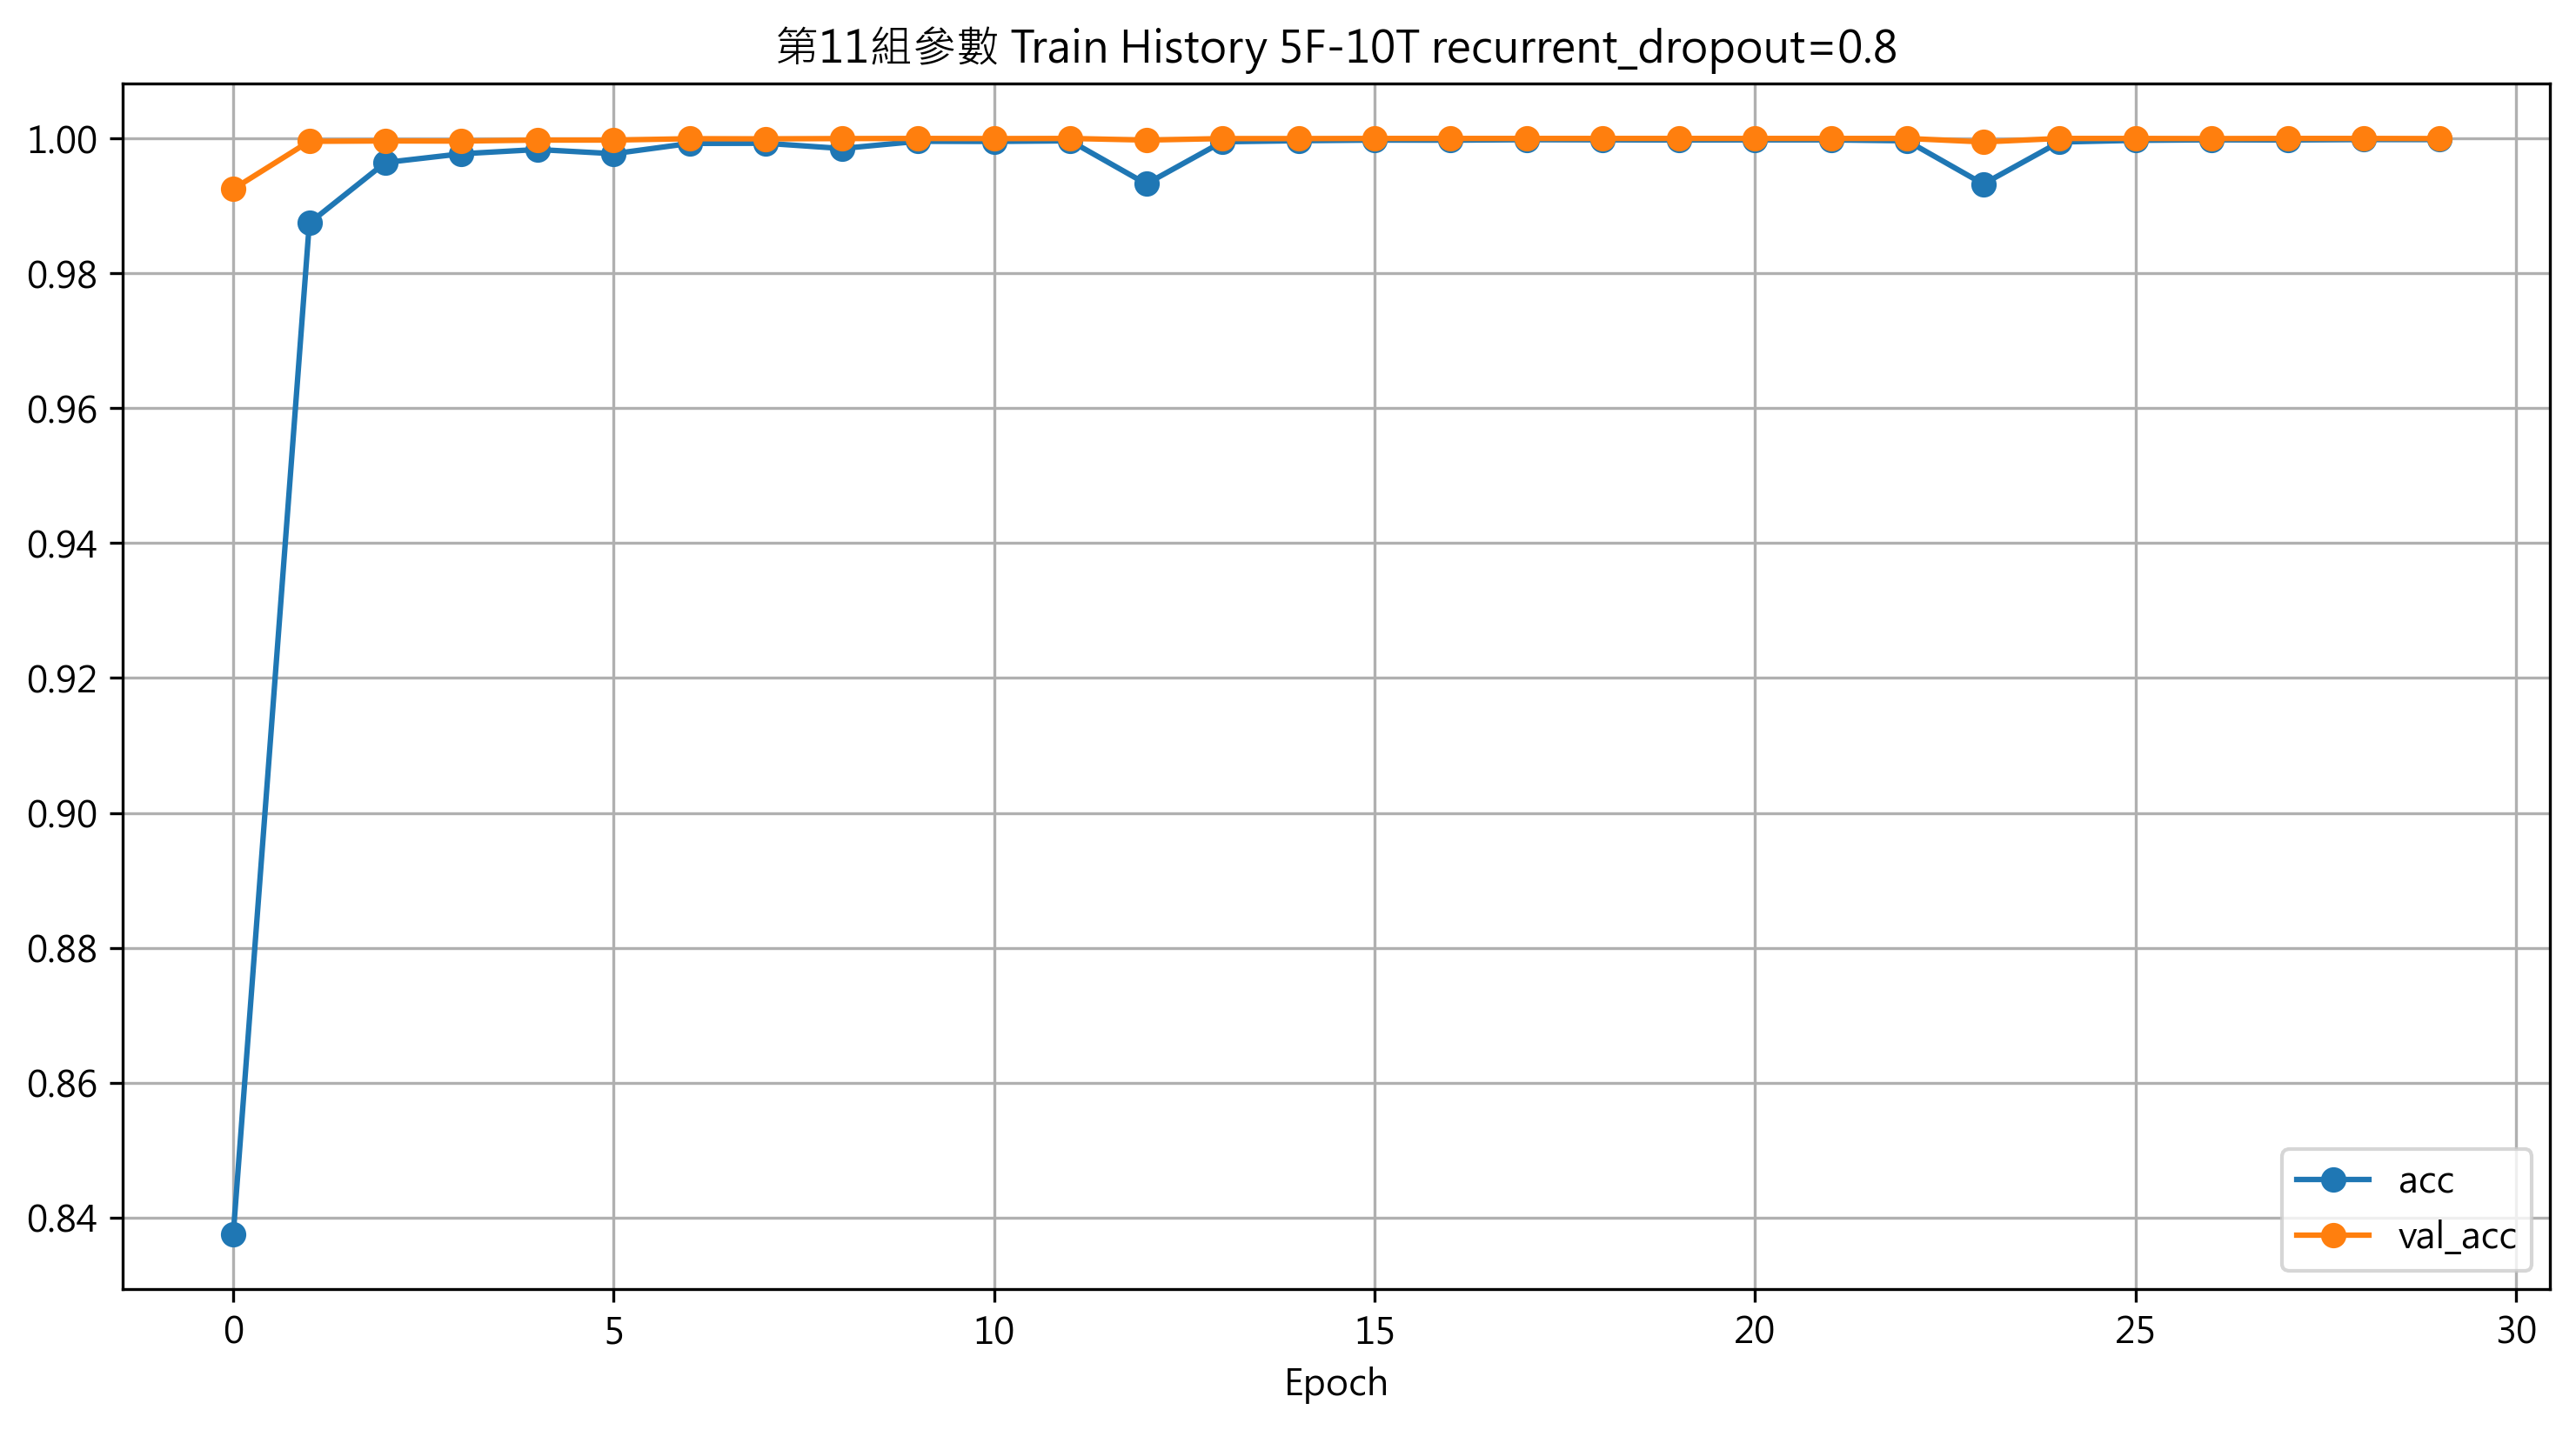 第11組參數 Train History 5F-10T recurrent_dropout=0.8
1.00
0.98
0.96
0.94
0.92
0.90
0.88
0.86
0.84
acc
val_acc
0 5 10 15 20 25 30
Epoch